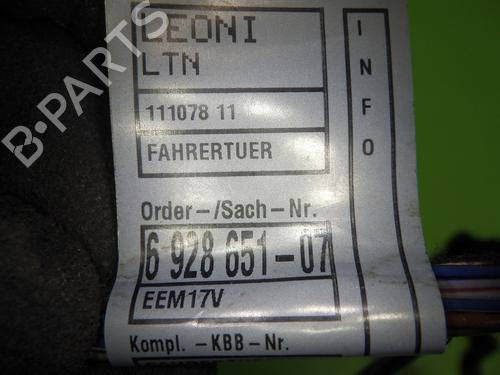 LEONI
LTN
111078 11
FAHRERTUER
Order-/Sach-Nr.
6 928 651-07
EEM17V
Kompl. -KBB-Nr.
INFO
B-PARTS